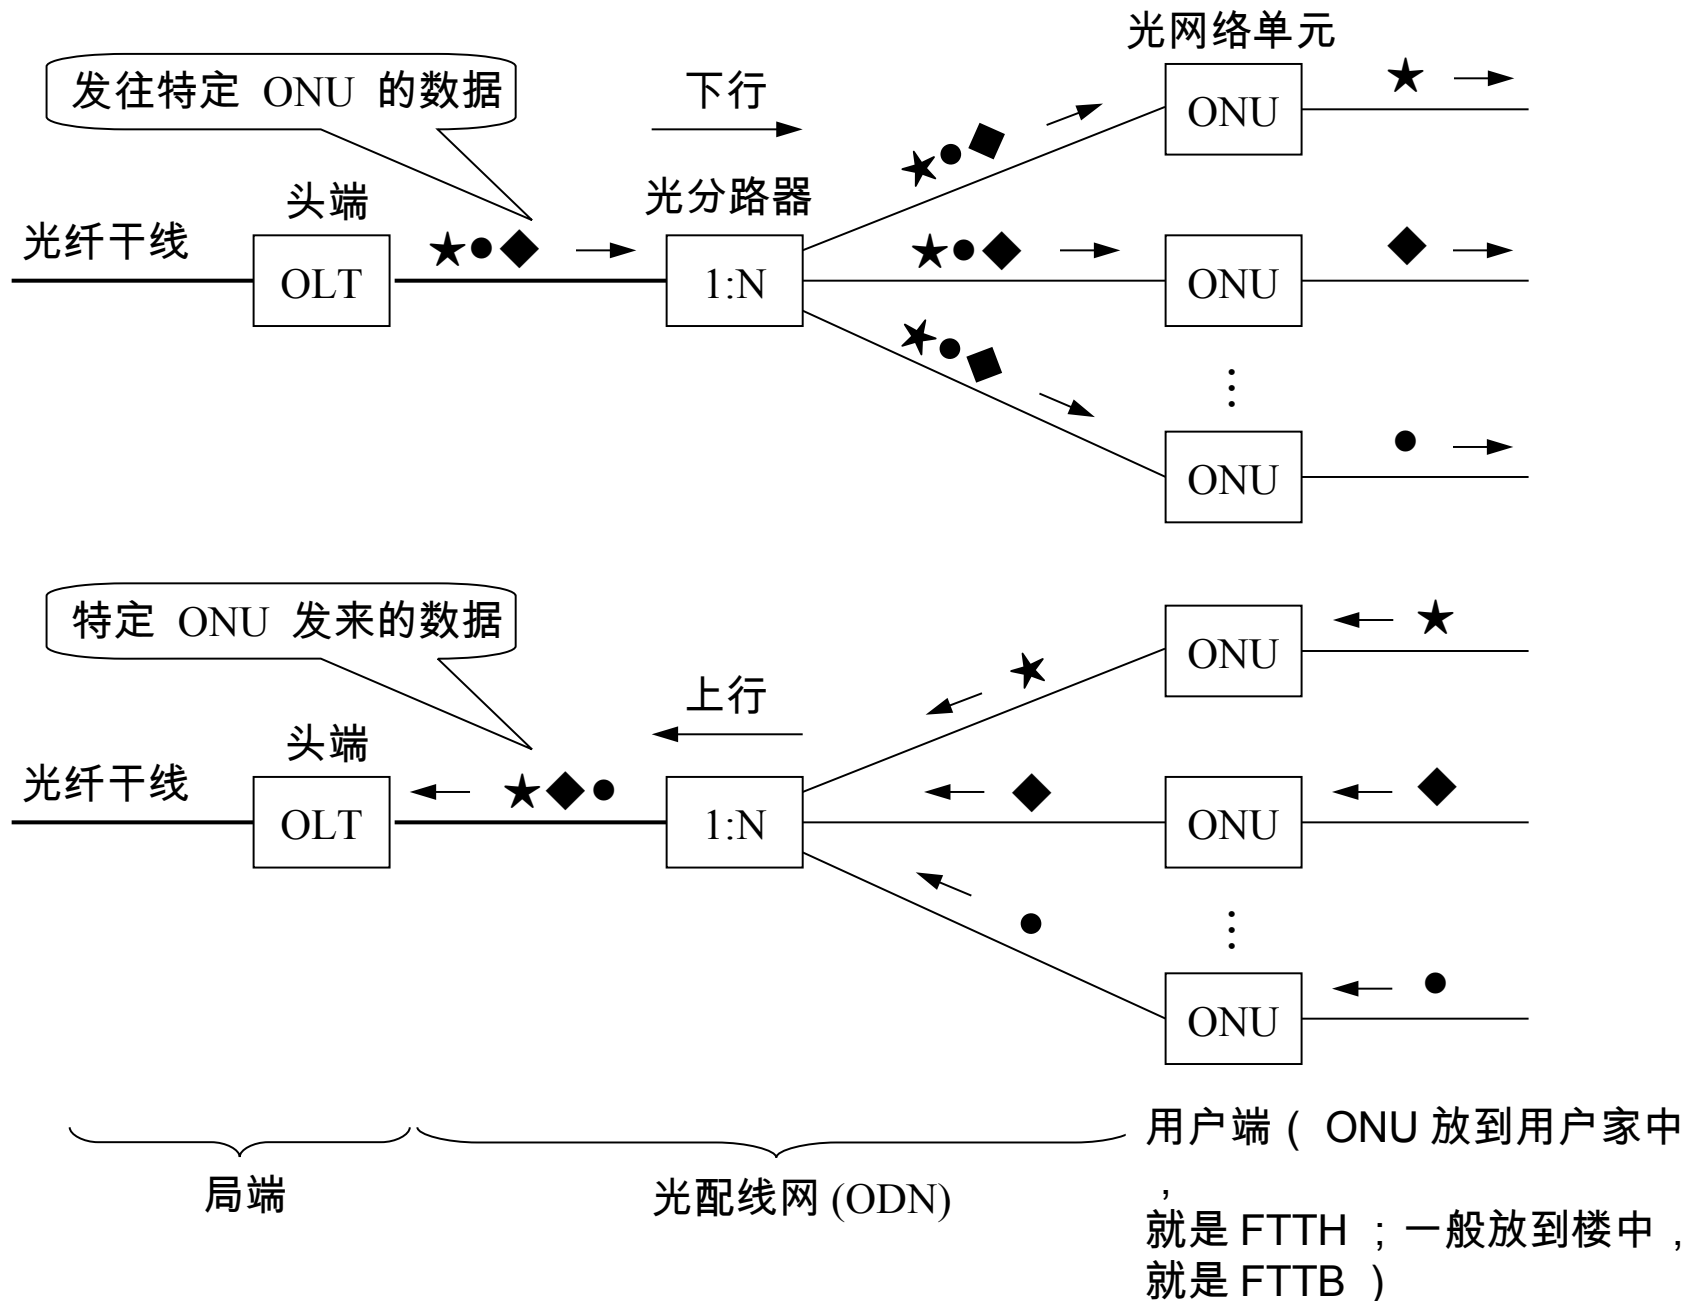 光网络单元
发往特定 ONU 的数据
下行
ONU
头端
光分路器
光纤干线
OLT
1:N
ONU
⋮
ONU
特定 ONU 发来的数据
ONU
上行
头端
光纤干线
OLT
1:N
ONU
⋮
ONU
局端
光配线网 (ODN)
用户端( ONU 放到用户家中
,
就是 FTTH ;一般放到楼中,
就是 FTTB )